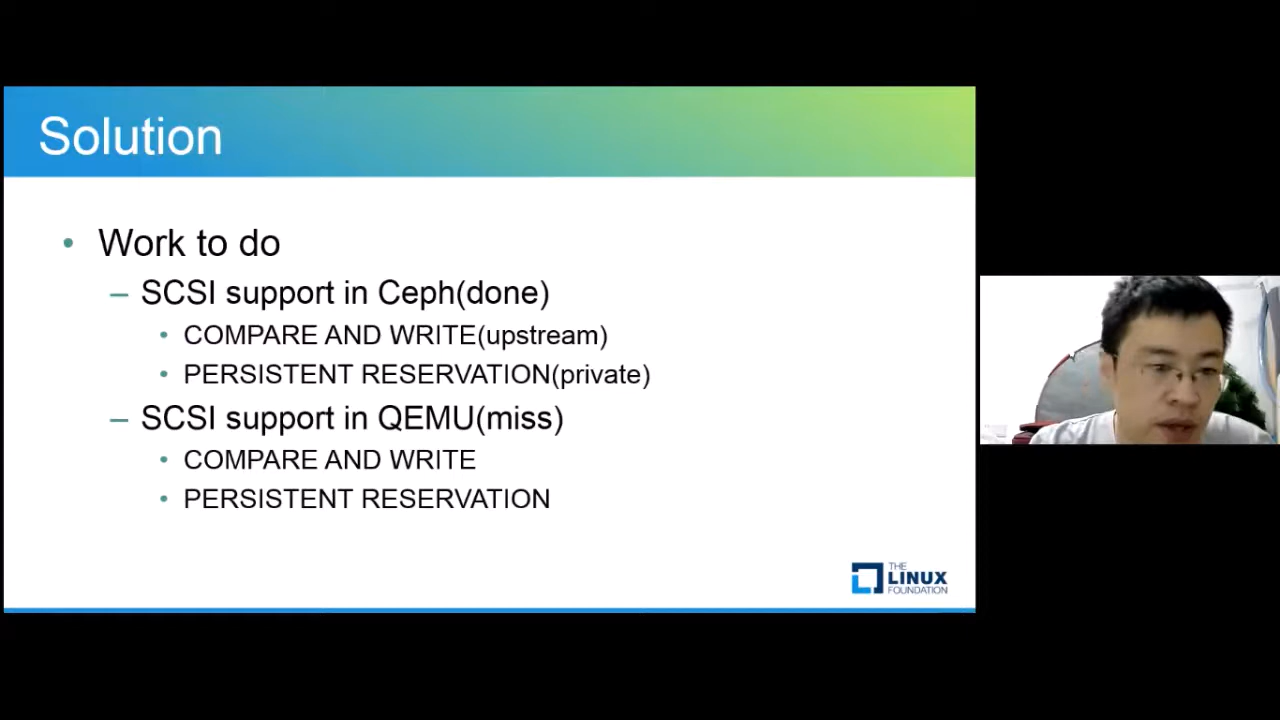 Solution
• Work to do
– SCSI support in Ceph(done)
• COMPARE AND WRITE(upstream)
• PERSISTENT RESERVATION(private)
– SCSI support in QEMU(miss)
• COMPARE AND WRITE
• PERSISTENT RESERVATION
THE
LINUX
FOUNDATION